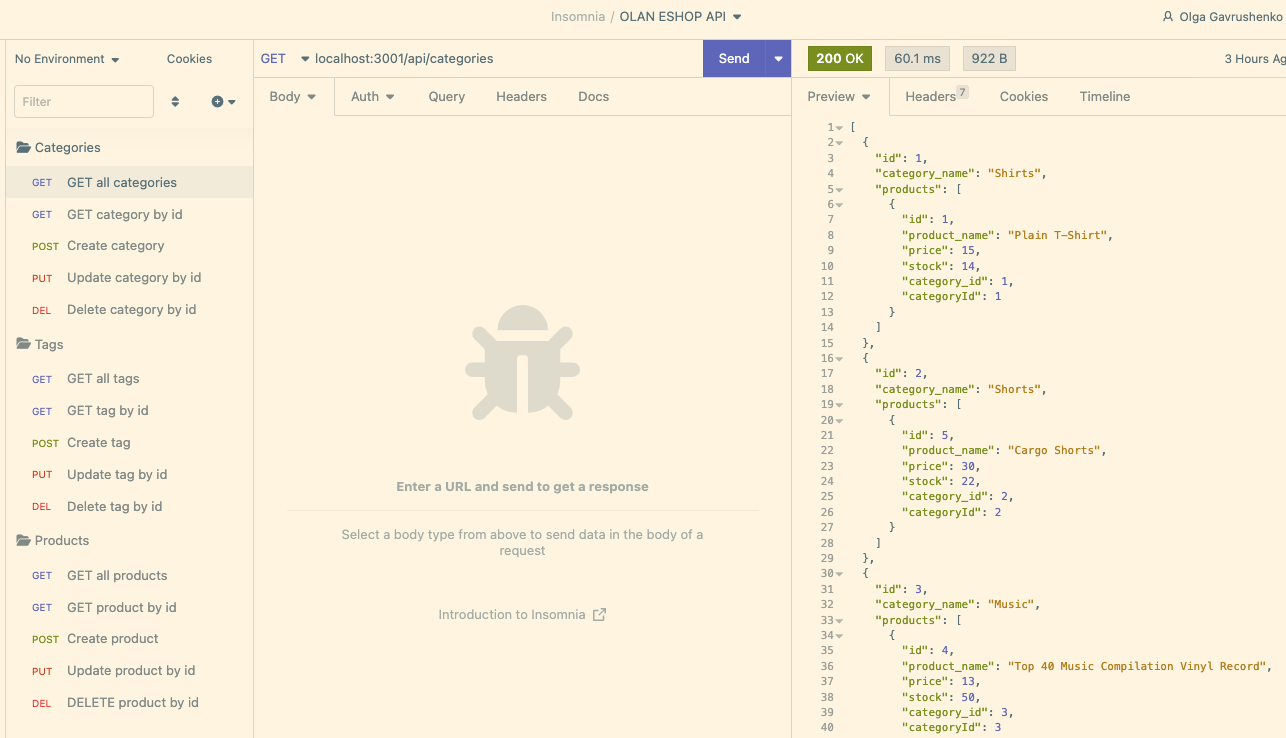 Insomnia / OLAN ESHOP API
Olga Gavrushenko
No Environment
Cookies
Filter
Categories
GET GET all categories
GET GET category by id
POST Create category
PUT Update category by id
DEL Delete category by id
Tags
GET GET all tags
GET GET tag by id
POST Create tag
PUT Update tag by id
DEL Delete tag by id
Products
GET GET all products
GET GET product by id
POST Create product
PUT Update product by id
DEL DELETE product by id
GET localhost:3001/api/categories Send
Body Auth Query Headers Docs
Enter a URL and send to get a response
Select a body type from above to send data in the body of a
request
Introduction to Insomnia
200 OK 60.1 ms 922 B 3 Hours Ag
Preview Headers 7 Cookies Timeline
1 [
2 {
3 "id": 1,
4 "category_name": "Shirts",
5 "products": [
6 {
7 "id": 1,
8 "product_name": "Plain T-Shirt",
9 "price": 15,
10 "stock": 14,
11 "category_id": 1,
12 "categoryId": 1
13 }
14 ]
15 },
16 {
17 "id": 2,
18 "category_name": "Shorts",
19 "products": [
20 {
21 "id": 5,
22 "product_name": "Cargo Shorts",
23 "price": 30,
24 "stock": 22,
25 "category_id": 2,
26 "categoryId": 2
27 }
28 ]
29 },
30 {
31 "id": 3,
32 "category_name": "Music",
33 "products": [
34 {
35 "id": 4,
36 "product_name": "Top 40 Music Compilation Vinyl Record",
37 "price": 13,
38 "stock": 50,
39 "category_id": 3,
40 "categoryId": 3